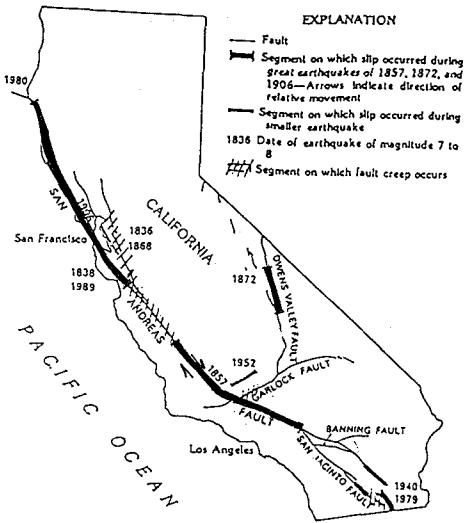 EXPLANATION
Fault
Segment on which slip occurred during
great earthquakes of 1857, 1872, and
1906—Arrows indicate direction of
relative movement
Segment on which slip occurred during
smaller earthquake
1836 Date of earthquake of magnitude 7 to
8
Segment on which fault creep occurs
1980
1906
SAN
CALIFORNIA
San Francisco
1836
1868
1838
1989
ANDREAS
1872
OWENS VALLEY FAULT
1857
1952
GARLOCK FAULT
FAULT
BANNING FAULT
Los Angeles
SAN JACINTO FAULT
1940
1979
PACIFIC OCEAN